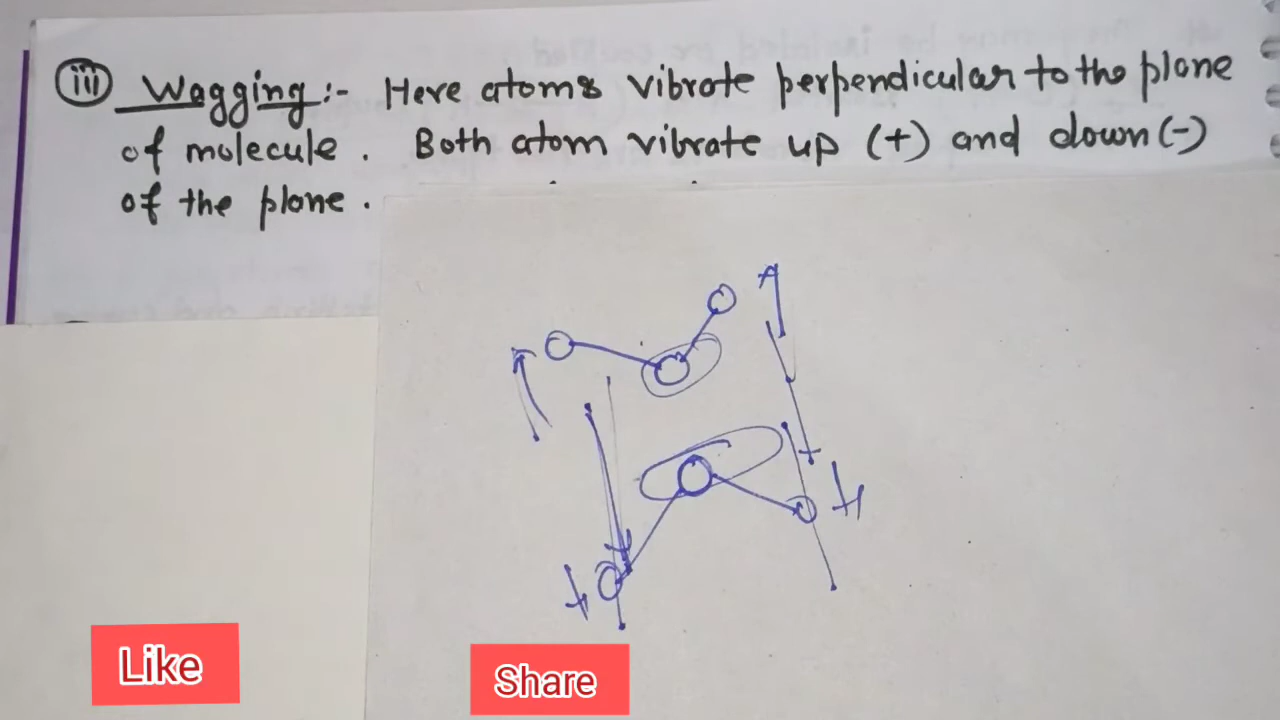 (iii) Wagging :- Here atoms vibrate perpendicular to the plane
of molecule . Both atom vibrate up (+) and down (-)
of the plane .
Like
Share